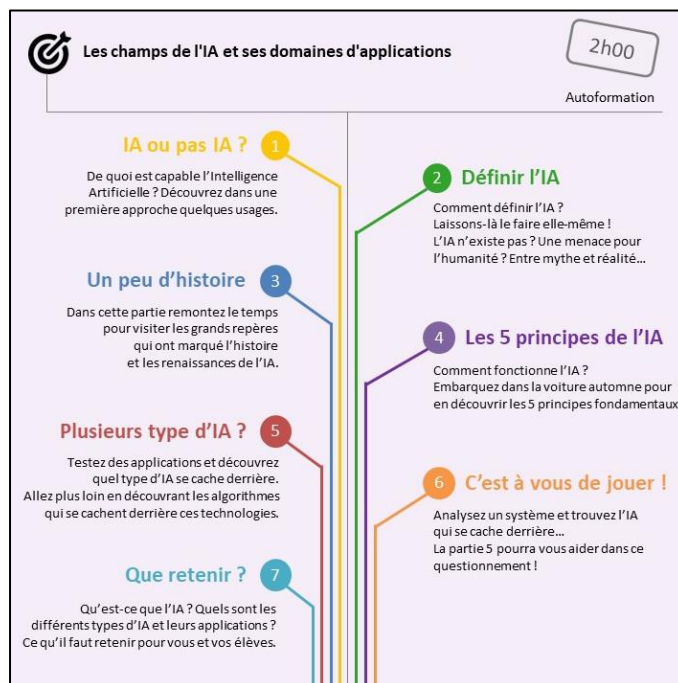 Les champs de l'IA et ses domaines d'applications
2h00
Autoformation
IA ou pas IA ?
1
De quoi est capable l'Intelligence
Artificielle ? Découvrez dans une
première approche quelques usages.
2
Définir l'IA
Comment définir l'IA ?
Laissons-là le faire elle-même !
L'IA n'existe pas ? Une menace pour
l'humanité ? Entre mythe et réalité...
Un peu d'histoire
3
Dans cette partie remontez le temps
pour visiter les grands repères
qui ont marqué l'histoire
et les renaissances de l'IA.
4
Les 5 principes de l'IA
Comment fonctionne l'IA ?
Embarquez dans la voiture automne pour
en découvrir les 5 principes fondamentaux
Plusieurs type d'IA ?
5
Testez des applications et découvrez
quel type d'IA se cache derrière.
Allez plus loin en découvrant les algorithmes
qui se cachent derrière ces technologies.
6
C'est à vous de jouer !
Analysez un système et trouvez l'IA
qui se cache derrière...
La partie 5 pourra vous aider dans ce
questionnement !
Que retenir ?
7
Qu'est-ce que l'IA ? Quels sont les
différents types d'IA et leurs applications ?
Ce qu'il faut retenir pour vous et vos élèves.